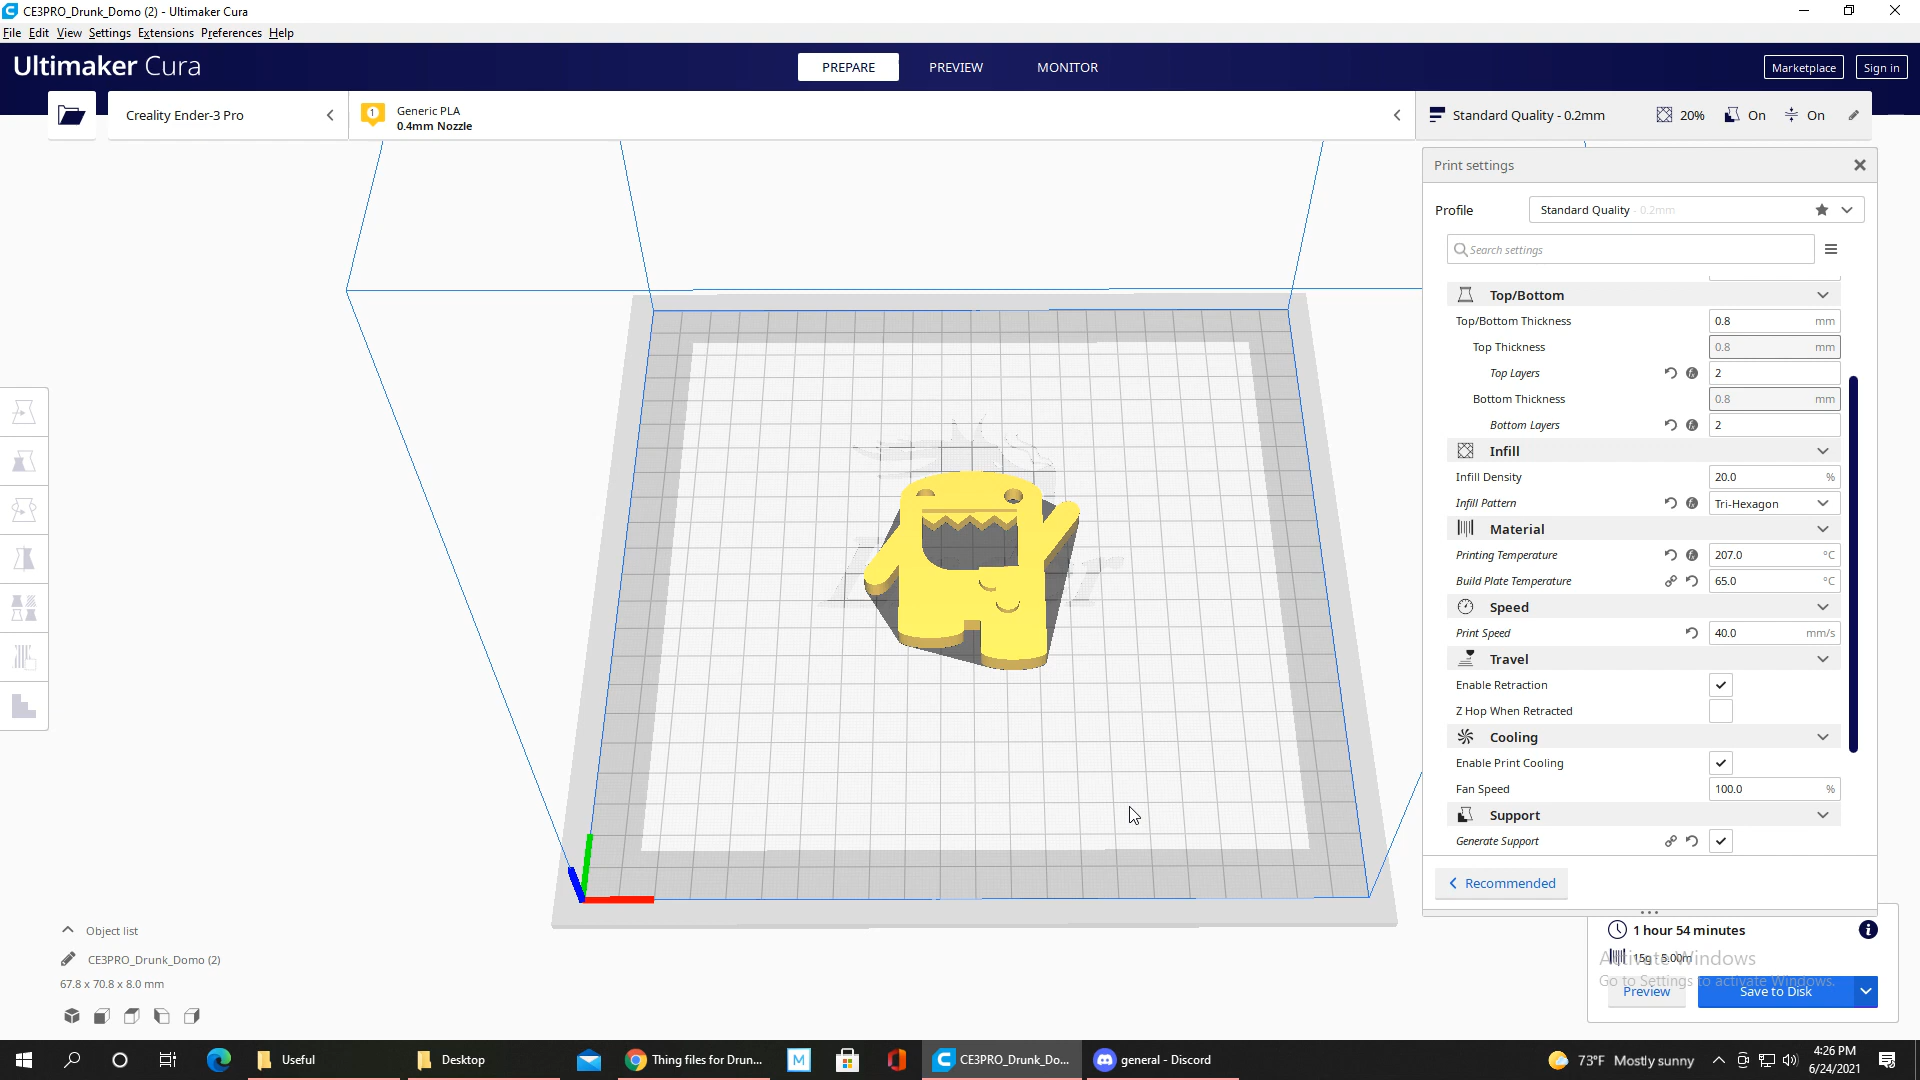 CE3PRO_Drunk_Domo (2) - Ultimaker Cura
File Edit View Settings Extensions Preferences Help
Ultimaker Cura
PREPARE
PREVIEW
MONITOR
Marketplace
Sign in
Creality Ender-3 Pro
1
Generic PLA
0.4mm Nozzle
Standard Quality - 0.2mm
20%
On
On
Print settings
Profile
Standard Quality - 0.2mm
Search settings
Top/Bottom
Top/Bottom Thickness 0.8 mm
Top Thickness 0.8 mm
Top Layers 2
Bottom Thickness 0.8 mm
Bottom Layers 2
Infill
Infill Density 20.0 %
Infill Pattern Tri-Hexagon
Material
Printing Temperature 207.0 °C
Build Plate Temperature 65.0 °C
Speed
Print Speed 40.0 mm/s
Travel
Enable Retraction
Z Hop When Retracted
Cooling
Enable Print Cooling
Fan Speed 100.0 %
Support
Generate Support
Recommended
Object list
CE3PRO_Drunk_Domo (2)
67.8 x 70.8 x 8.0 mm
1 hour 54 minutes
15g · 5.00m
Activate Windows
Go to Settings to activate Windows.
Preview
Save to Disk
Useful
Desktop
Thing files for Drun...
M
CE3PRO_Drunk_Do...
general - Discord
73°F Mostly sunny
4:26 PM
6/24/2021